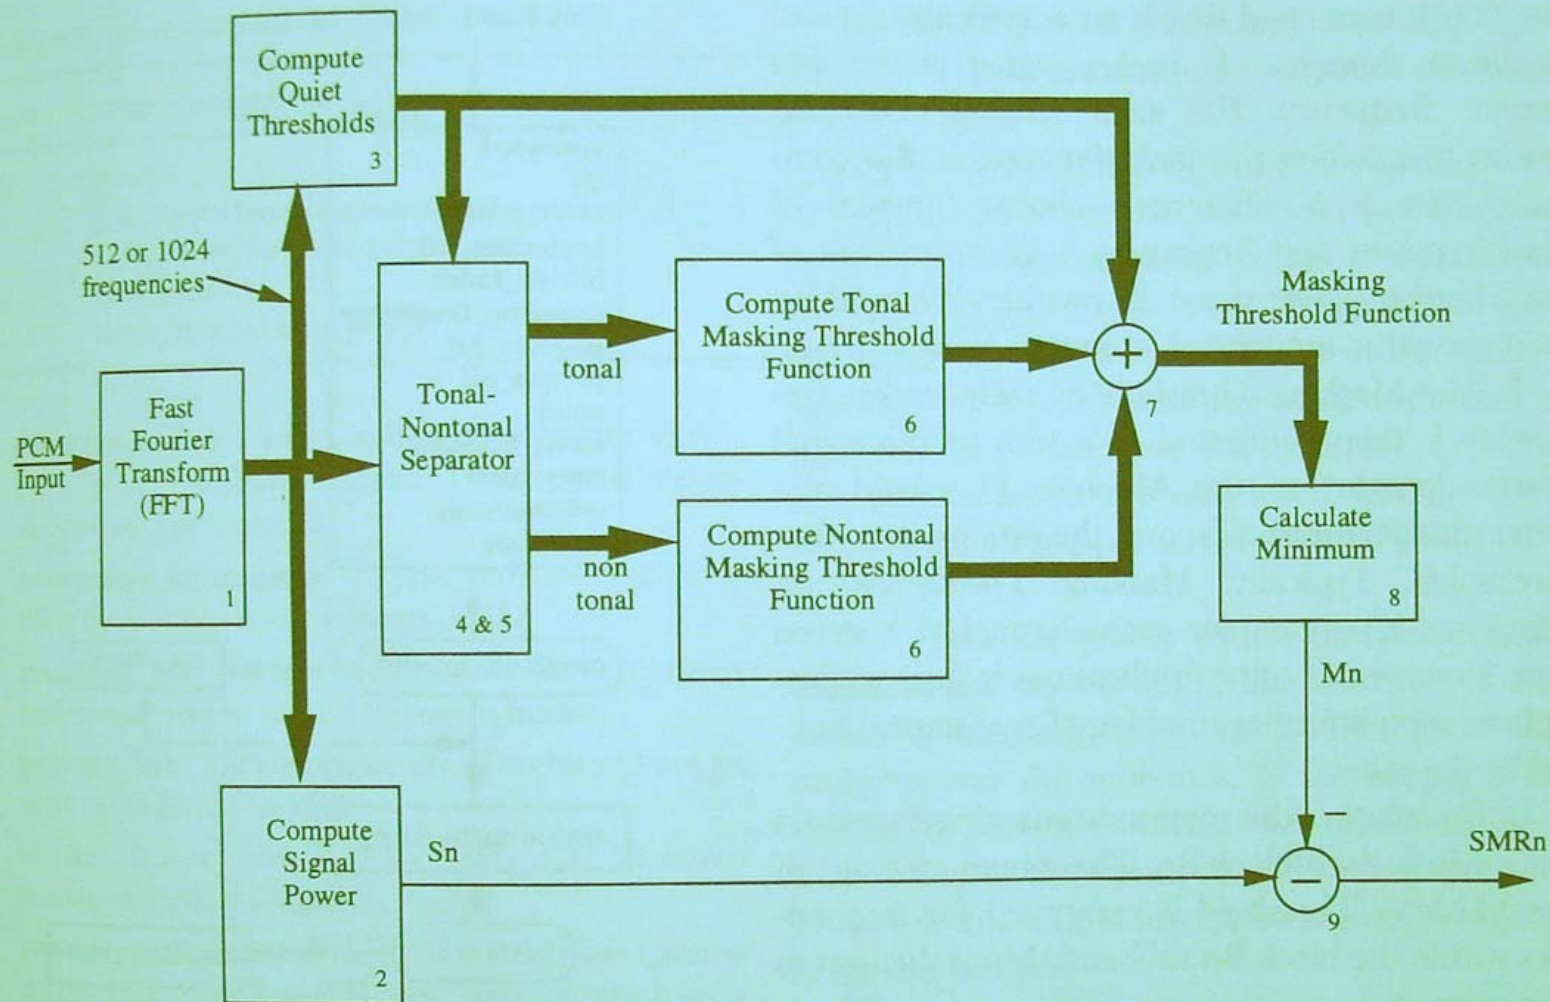 Compute
Quiet
Thresholds
3
512 or 1024
frequencies
PCM
Input
Fast
Fourier
Transform
(FFT)
1
Tonal-
Nontonal
Separator
4 & 5
tonal
non
tonal
Compute Tonal
Masking Threshold
Function
6
Compute Nontonal
Masking Threshold
Function
6
+
7
Masking
Threshold Function
Calculate
Minimum
8
Mn
Compute
Signal
Power
2
Sn
−
−
9
SMRn